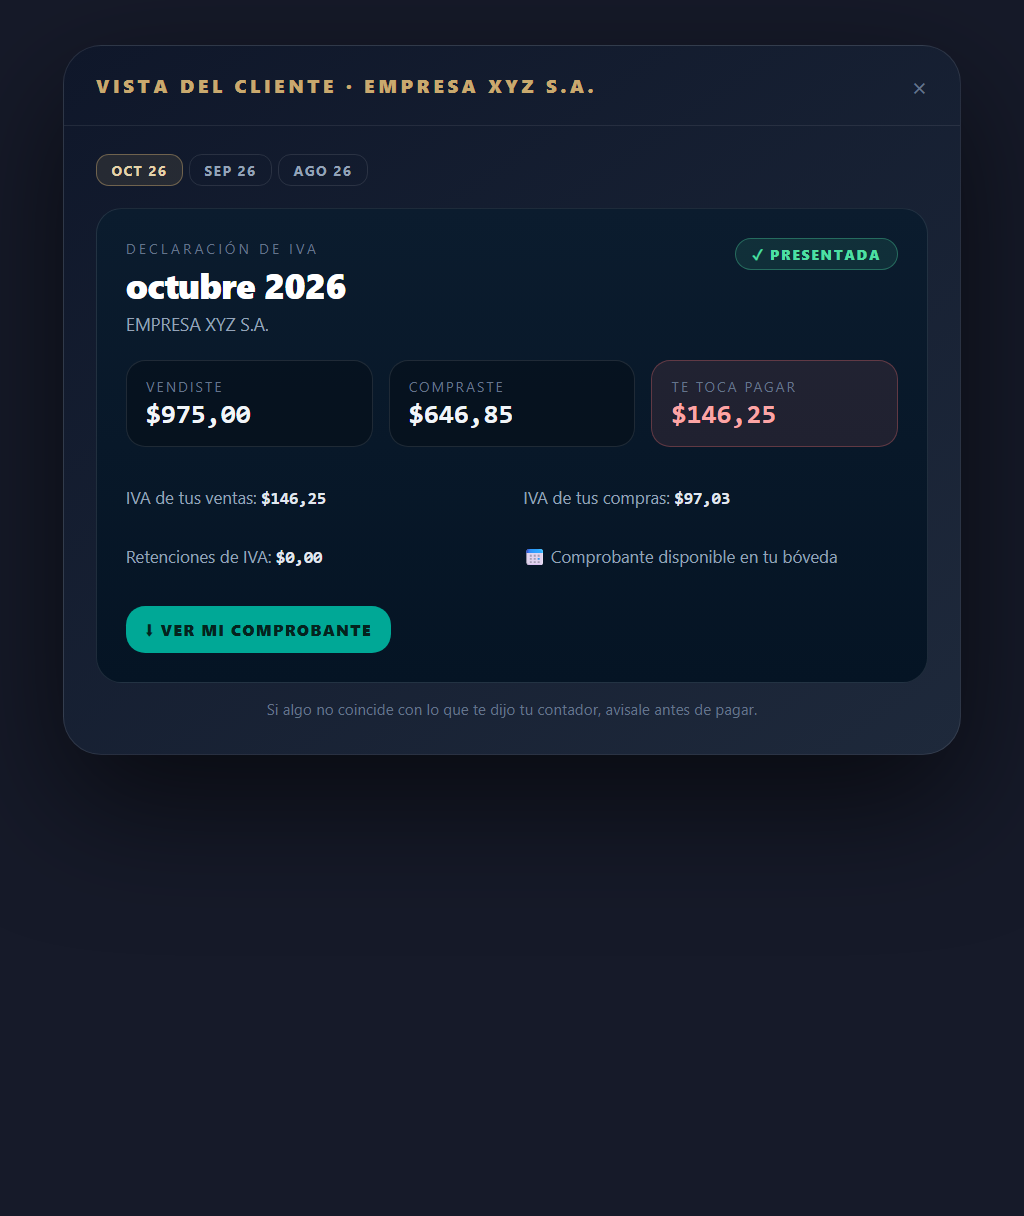 VISTA DEL CLIENTE · EMPRESA XYZ S.A.
×
OCT 26 SEP 26 AGO 26
DECLARACIÓN DE IVA
✓ PRESENTADA
octubre 2026
EMPRESA XYZ S.A.
VENDISTE
$975,00
COMPRASTE
$646,85
TE TOCA PAGAR
$146,25
IVA de tus ventas: $146,25
IVA de tus compras: $97,03
Retenciones de IVA: $0,00
Comprobante disponible en tu bóveda
⬇ VER MI COMPROBANTE
Si algo no coincide con lo que te dijo tu contador, avisale antes de pagar.